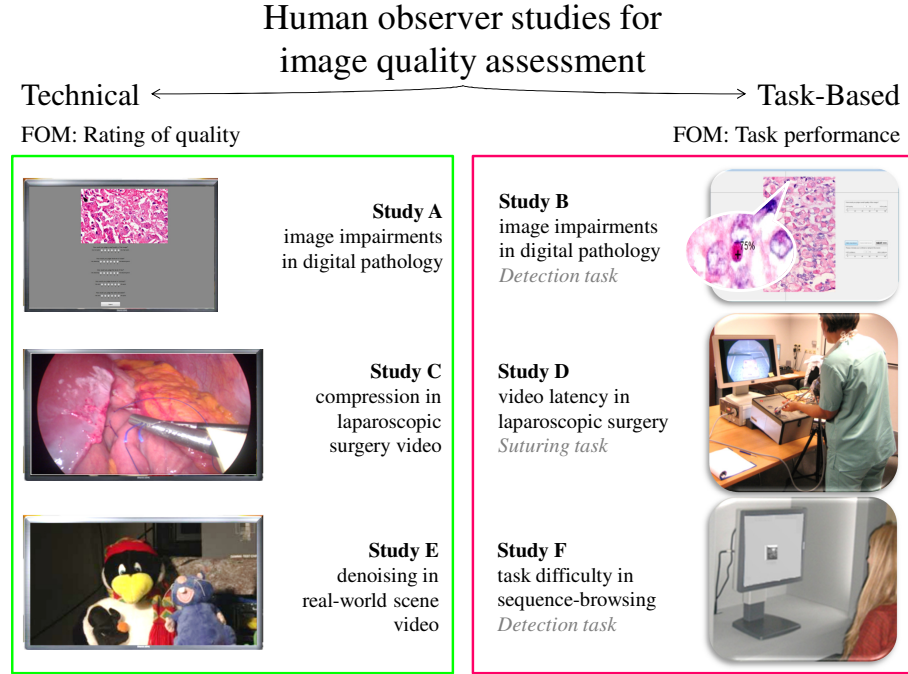 Human observer studies for
image quality assessment
Technical
Task-Based
FOM: Rating of quality
FOM: Task performance
Study A
image impairments
in digital pathology
Study B
image impairments
in digital pathology
Detection task
75%
Study C
compression in
laparoscopic
surgery video
Study D
video latency in
laparoscopic surgery
Suturing task
Study E
denoising in
real-world scene
video
Study F
task difficulty in
sequence-browsing
Detection task